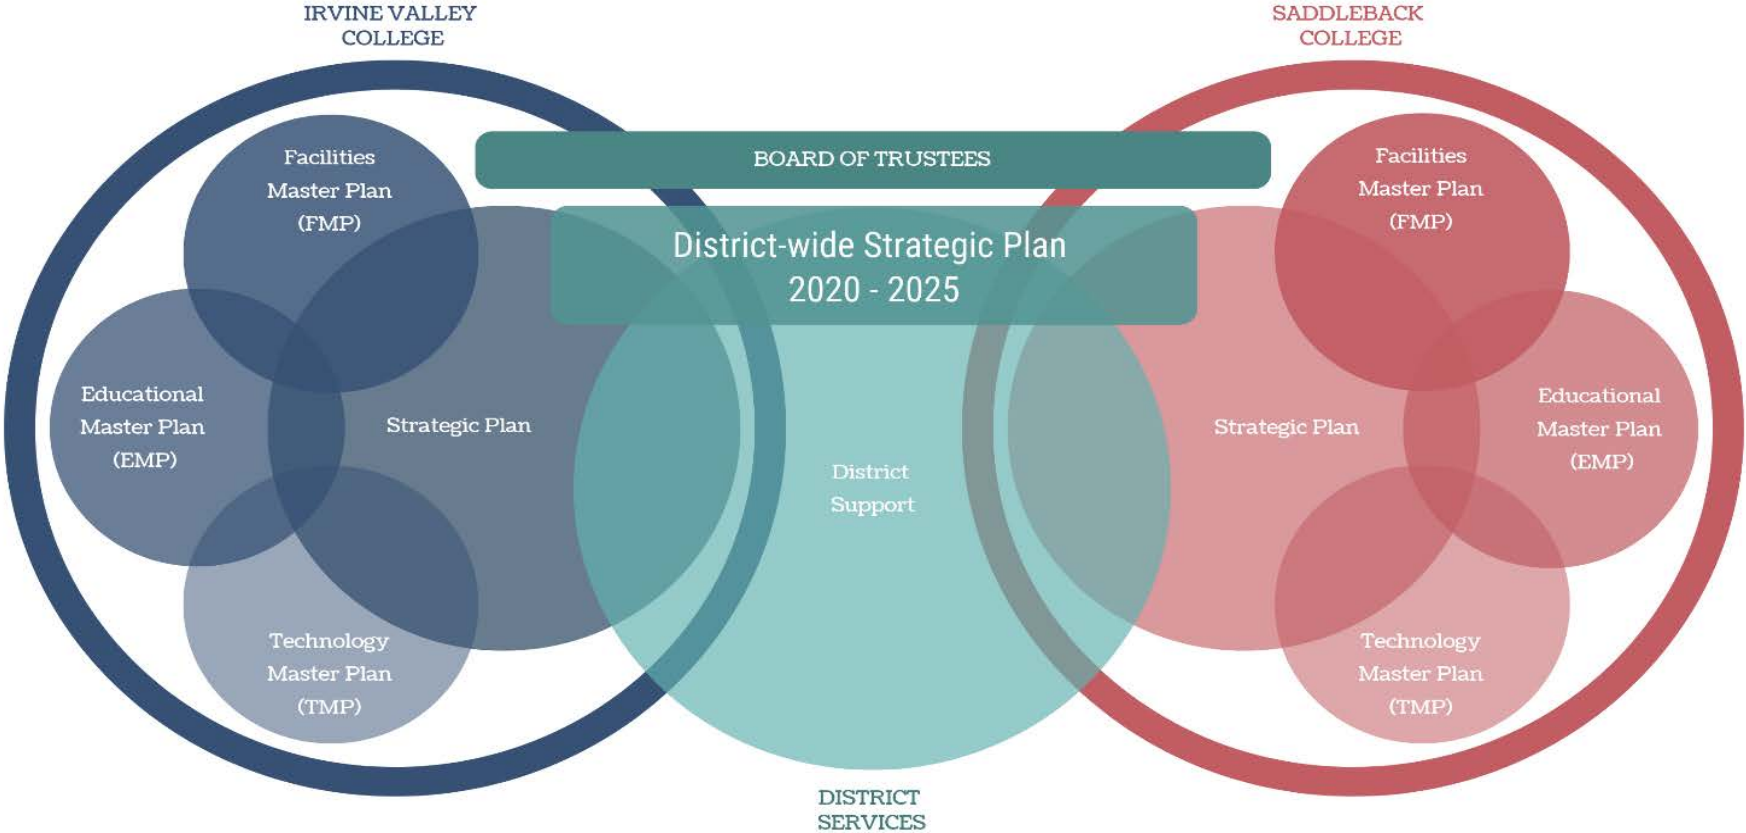 IRVINE VALLEY
COLLEGE
SADDLEBACK
COLLEGE
BOARD OF TRUSTEES
District-wide Strategic Plan
2020 - 2025
Facilities
Master Plan
(FMP)
Educational
Master Plan
(EMP)
Strategic Plan
Technology
Master Plan
(TMP)
District
Support
Facilities
Master Plan
(FMP)
Strategic Plan
Educational
Master Plan
(EMP)
Technology
Master Plan
(TMP)
DISTRICT
SERVICES